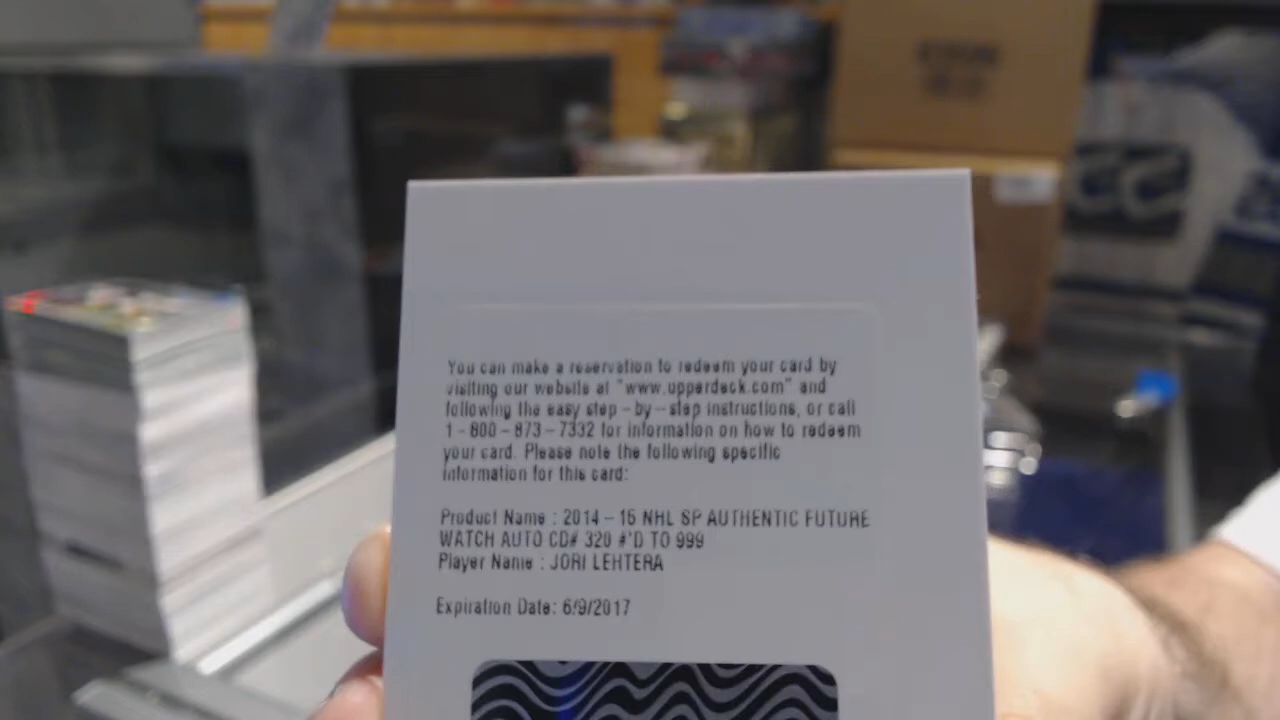 You can make a reservation to redeem your card by
visiting our website at "www.upperdeck.com" and
following the easy step - by - step instructions, or call
1 - 800 - 873 - 7332 for information on how to redeem
your card. Please note the following specific
information for this card:
Product Name : 2014 - 15 NHL SP AUTHENTIC FUTURE
WATCH AUTO CD# 320 #'D TO 999
Player Name : JORI LEHTERA
Expiration Date: 6/9/2017